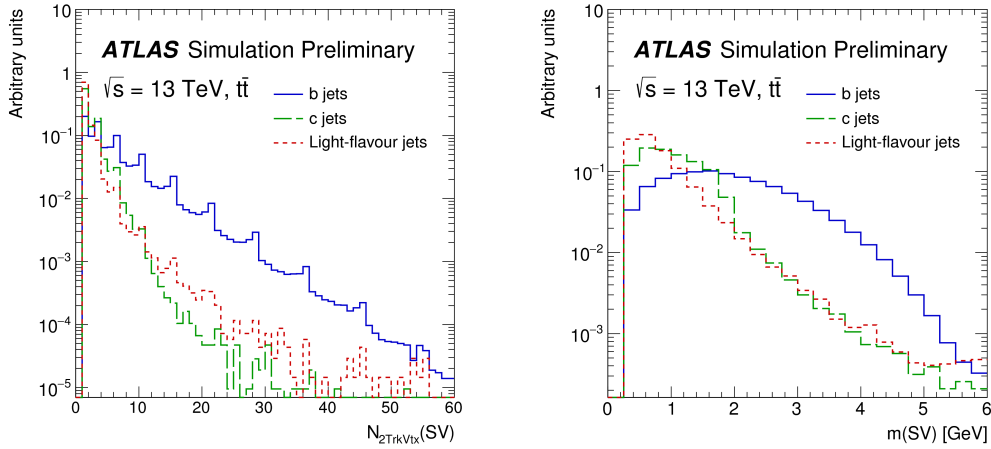 Arbitrary units
10
1
10⁻¹
10⁻²
10⁻³
10⁻⁴
10⁻⁵
ATLAS Simulation Preliminary
√s = 13 TeV, tt̄
b jets
c jets
Light-flavour jets
0 10 20 30 40 50 60
N₂TrkVtx(SV)
Arbitrary units
10
1
10⁻¹
10⁻²
10⁻³
ATLAS Simulation Preliminary
√s = 13 TeV, tt̄
b jets
c jets
Light-flavour jets
0 1 2 3 4 5 6
m(SV) [GeV]